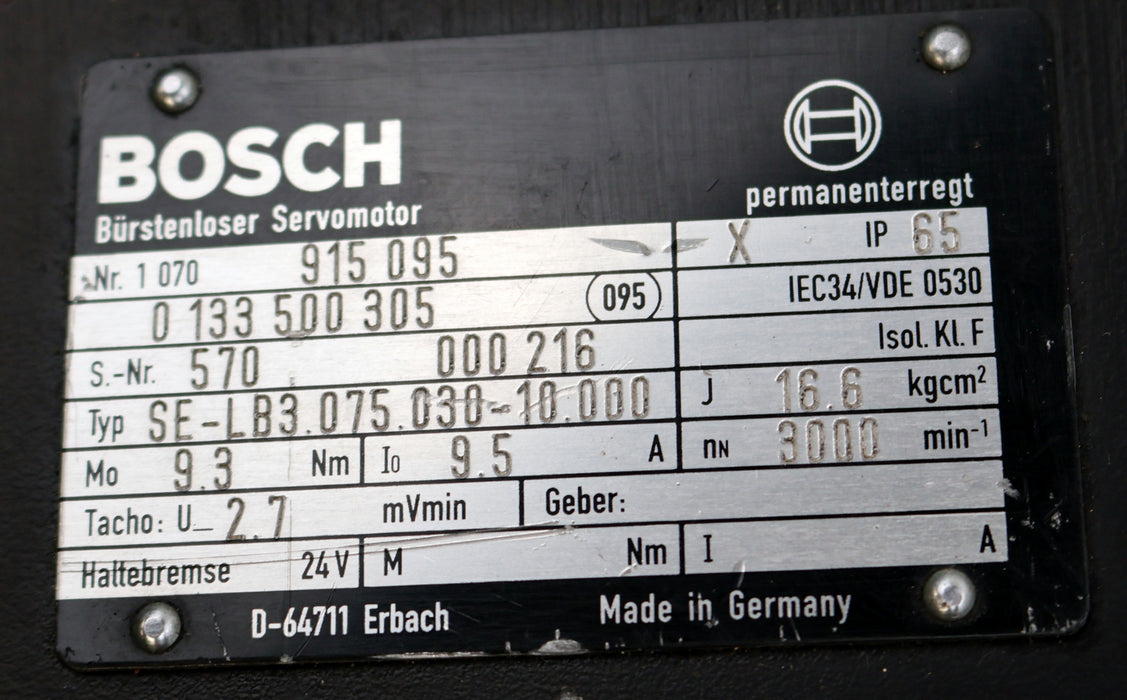 BOSCH
Bürstenloser Servomotor
permanenterregt
Nr. 1 070 915 095 X IP 65
0 133 500 305 095 IEC34/VDE 0530
S.-Nr. 570 000 216 Isol. Kl. F
Typ SE-LB3.075.030-10.000 J 16.6 kgcm²
Mo 9.3 Nm I₀ 9.5 A nN 3000 min⁻¹
Tacho: U_ 2.7 mVmin Geber:
Haltebremse 24V M Nm I A
D-64711 Erbach Made in Germany